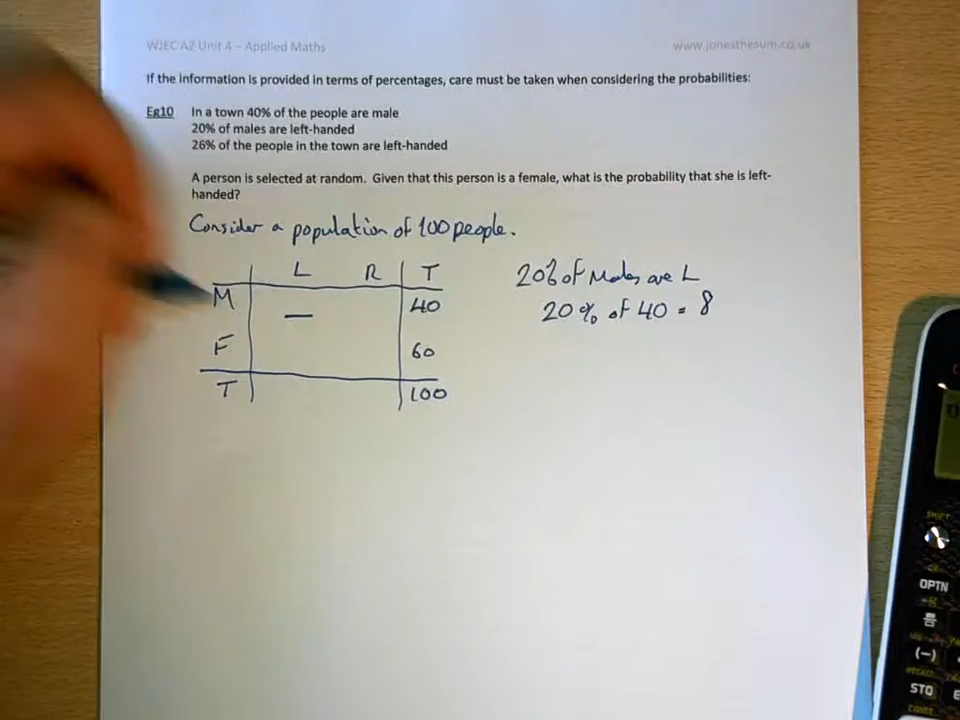 WJEC A2 Unit 4 – Applied Maths www.jonesthesum.co.uk
If the information is provided in terms of percentages, care must be taken when considering the probabilities:
Eg10 In a town 40% of the people are male
20% of males are left-handed
26% of the people in the town are left-handed
A person is selected at random. Given that this person is a female, what is the probability that she is left-
handed?
Consider a population of 100 people.
L R T
M 40
F 60
T 100
20% of Males are L
20% of 40 = 8
SHIFT
OPTN
(−)
STO